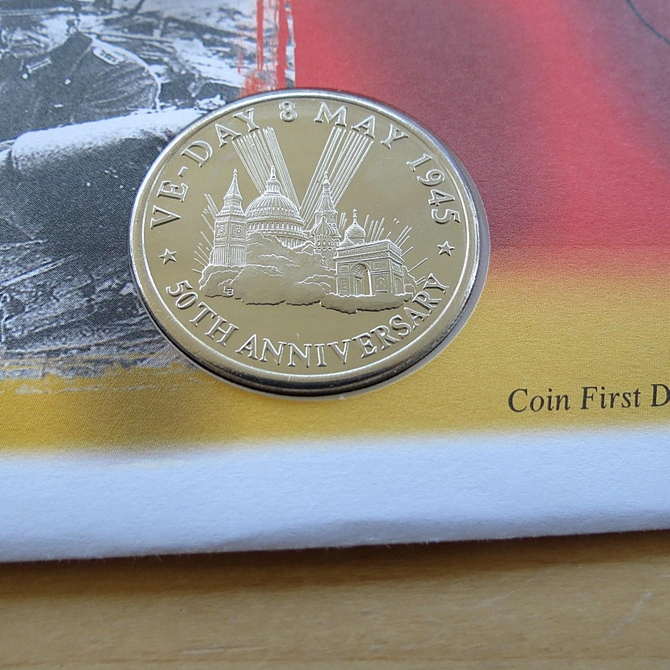 VE-DAY 8 MAY 1945
50TH ANNIVERSARY
Coin First D